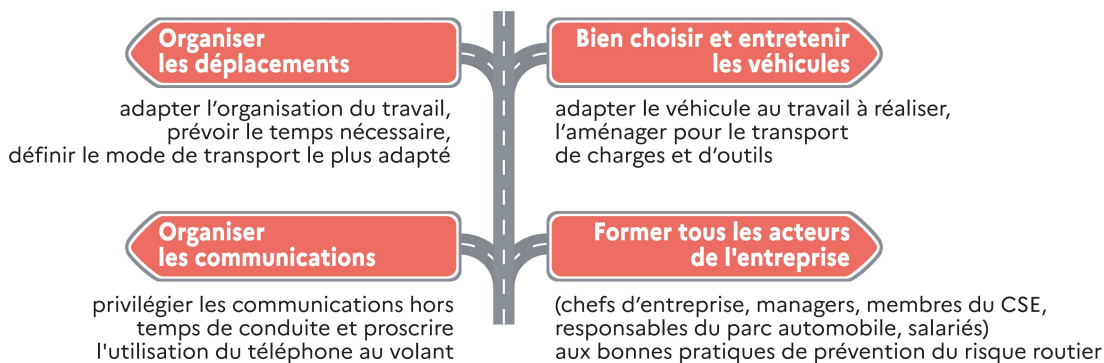 Organiser
les déplacements
adapter l’organisation du travail,
prévoir le temps nécessaire,
définir le mode de transport le plus adapté
Bien choisir et entretenir
les véhicules
adapter le véhicule au travail à réaliser,
l’aménager pour le transport
de charges et d’outils
Organiser
les communications
privilégier les communications hors
temps de conduite et proscrire
l'utilisation du téléphone au volant
Former tous les acteurs
de l'entreprise
(chefs d’entreprise, managers, membres du CSE,
responsables du parc automobile, salariés)
aux bonnes pratiques de prévention du risque routier